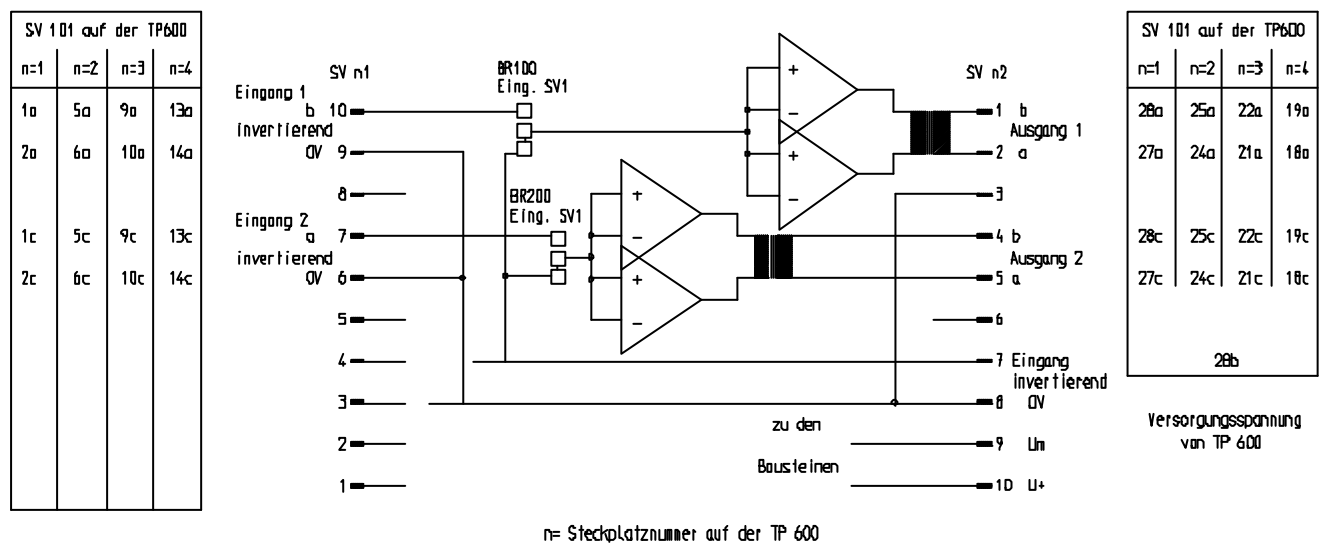 SV 101 auf der TP600
n=1 n=2 n=3 n=4
1a 5a 9a 13a
2a 6a 10a 14a
1c 5c 9c 13c
2c 6c 10c 14c
SV n1
Eingang 1
b 10
invertierend
0V 9
8
Eingang 2
a 7
invertierend
0V 6
5
4
3
2
1
BR100
Eing. SV1
BR200
Eing. SV1
+
−
+
−
+
−
+
−
SV n2
1 b
Ausgang 1
2 a
3
4 b
Ausgang 2
5 a
6
7 Eingang
invertierend
8 0V
zu den
9 Um
Bausteinen
10 U+
SV 101 auf der TP600
n=1 n=2 n=3 n=4
28a 25a 22a 19a
27a 24a 21a 18a
28c 25c 22c 19c
27c 24c 21c 18c
28b
Versorgungsspannung
von TP 600
n= Steckplatznummer auf der TP 600